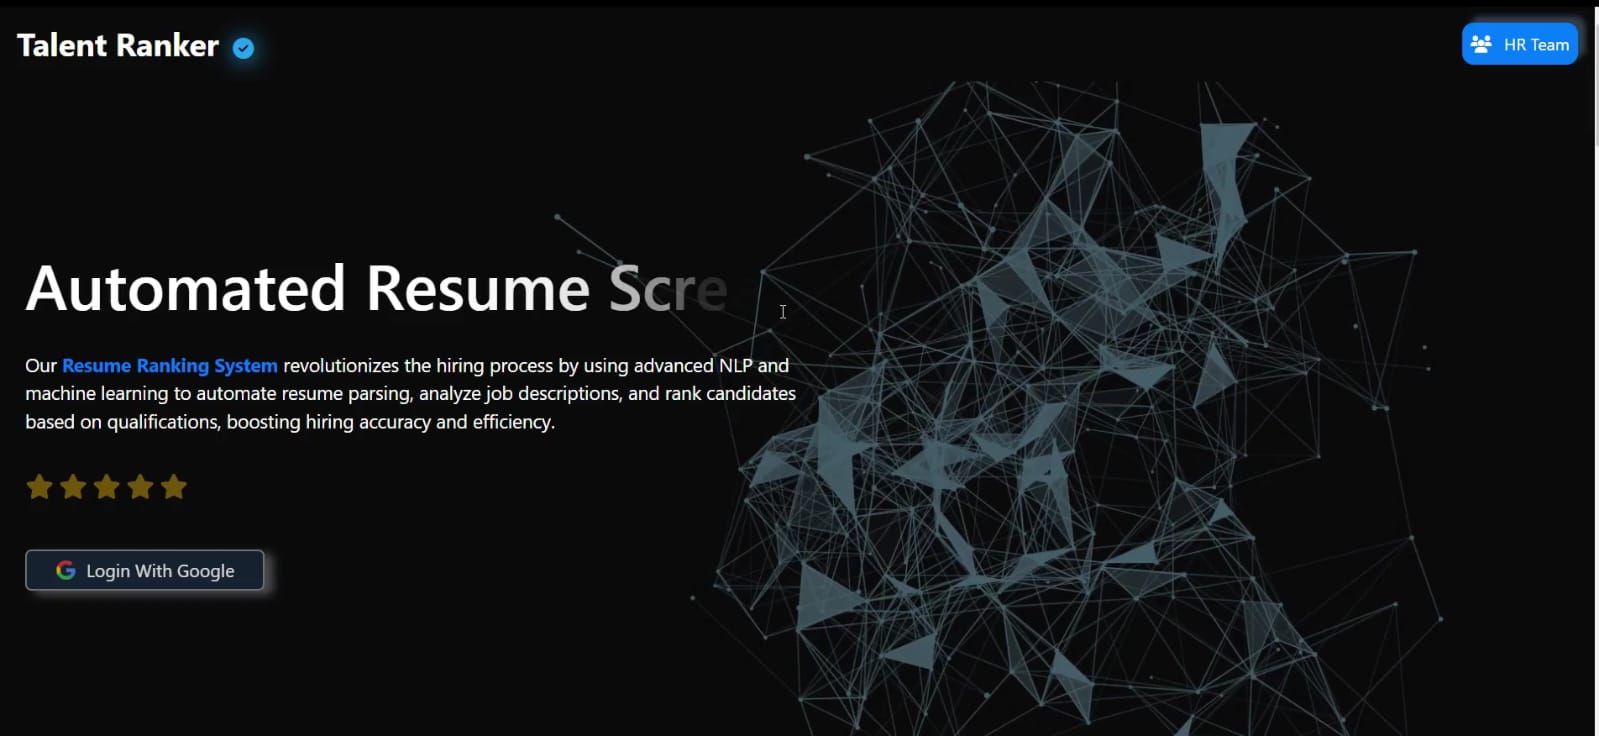 Talent Ranker
HR Team
Automated Resume Scre
Our Resume Ranking System revolutionizes the hiring process by using advanced NLP and
machine learning to automate resume parsing, analyze job descriptions, and rank candidates
based on qualifications, boosting hiring accuracy and efficiency.
Login With Google